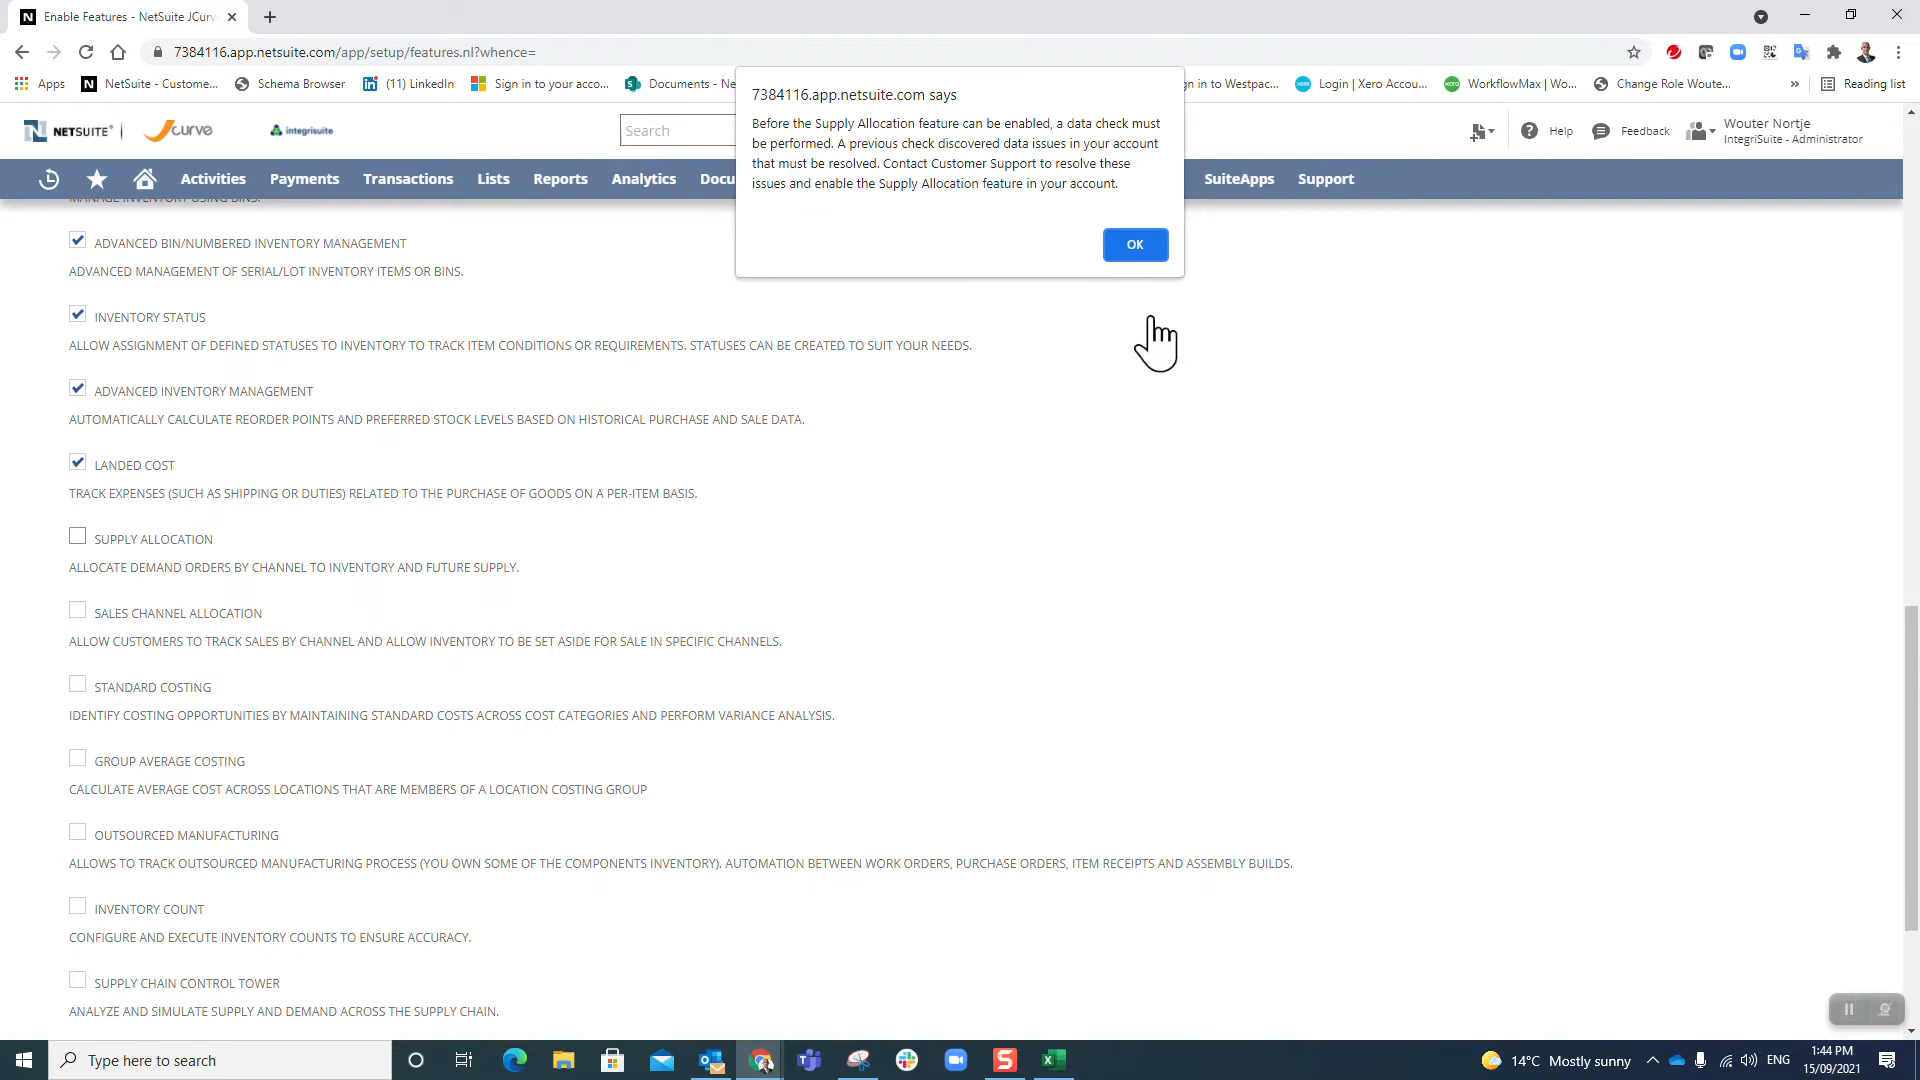 Enable Features - NetSuite JCurv
7384116.app.netsuite.com/app/setup/features.nl?whence=
Apps
NetSuite - Custome...
Schema Browser
(11) LinkedIn
Sign in to your acco...
Documents - Ne
gn in to Westpac...
Login | Xero Accou...
WorkflowMax | Wo...
Change Role Woute...
»
Reading list
7384116.app.netsuite.com says
Before the Supply Allocation feature can be enabled, a data check must
be performed. A previous check discovered data issues in your account
that must be resolved. Contact Customer Support to resolve these
issues and enable the Supply Allocation feature in your account.
OK
NETSUITE
Jcurve
integrisuite
Search
Help
Feedback
Wouter Nortje
IntegriSuite - Administrator
Activities
Payments
Transactions
Lists
Reports
Analytics
Docu
SuiteApps
Support
MANAGE INVENTORY USING BINS.
ADVANCED BIN/NUMBERED INVENTORY MANAGEMENT
ADVANCED MANAGEMENT OF SERIAL/LOT INVENTORY ITEMS OR BINS.
INVENTORY STATUS
ALLOW ASSIGNMENT OF DEFINED STATUSES TO INVENTORY TO TRACK ITEM CONDITIONS OR REQUIREMENTS. STATUSES CAN BE CREATED TO SUIT YOUR NEEDS.
ADVANCED INVENTORY MANAGEMENT
AUTOMATICALLY CALCULATE REORDER POINTS AND PREFERRED STOCK LEVELS BASED ON HISTORICAL PURCHASE AND SALE DATA.
LANDED COST
TRACK EXPENSES (SUCH AS SHIPPING OR DUTIES) RELATED TO THE PURCHASE OF GOODS ON A PER-ITEM BASIS.
SUPPLY ALLOCATION
ALLOCATE DEMAND ORDERS BY CHANNEL TO INVENTORY AND FUTURE SUPPLY.
SALES CHANNEL ALLOCATION
ALLOW CUSTOMERS TO TRACK SALES BY CHANNEL AND ALLOW INVENTORY TO BE SET ASIDE FOR SALE IN SPECIFIC CHANNELS.
STANDARD COSTING
IDENTIFY COSTING OPPORTUNITIES BY MAINTAINING STANDARD COSTS ACROSS COST CATEGORIES AND PERFORM VARIANCE ANALYSIS.
GROUP AVERAGE COSTING
CALCULATE AVERAGE COST ACROSS LOCATIONS THAT ARE MEMBERS OF A LOCATION COSTING GROUP
OUTSOURCED MANUFACTURING
ALLOWS TO TRACK OUTSOURCED MANUFACTURING PROCESS (YOU OWN SOME OF THE COMPONENTS INVENTORY). AUTOMATION BETWEEN WORK ORDERS, PURCHASE ORDERS, ITEM RECEIPTS AND ASSEMBLY BUILDS.
INVENTORY COUNT
CONFIGURE AND EXECUTE INVENTORY COUNTS TO ENSURE ACCURACY.
SUPPLY CHAIN CONTROL TOWER
ANALYZE AND SIMULATE SUPPLY AND DEMAND ACROSS THE SUPPLY CHAIN.
Type here to search
14°C Mostly sunny
ENG
1:44 PM
15/09/2021